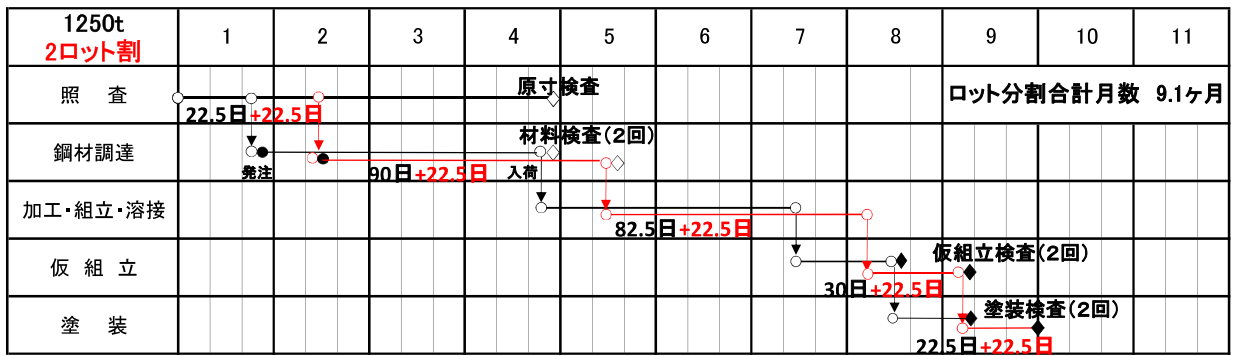 1250t
2ロット割
1 2 3 4 5 6 7 8 9 10 11
照 査
原寸検査
ロット分割合計月数 9.1ヶ月
22.5日+22.5日
鋼材調達
材料検査(2回)
発注
90日+22.5日
入荷
加工・組立・溶接
82.5日+22.5日
仮 組 立
仮組立検査(2回)
30日+22.5日
塗 装
塗装検査(2回)
22.5日+22.5日